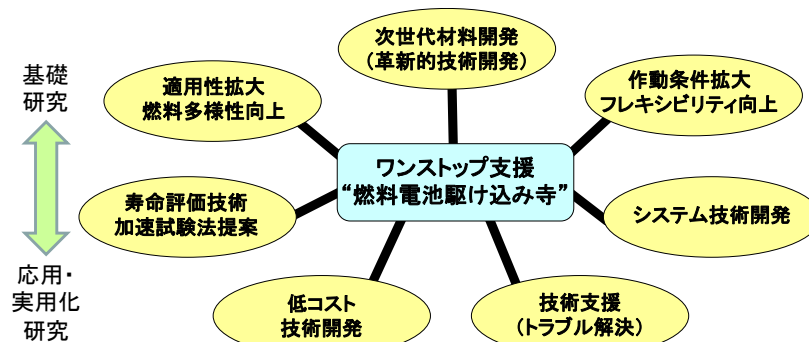 次世代材料開発
（革新的技術開発）
基礎
研究
適用性拡大
燃料多様性向上
作動条件拡大
フレキシビリティ向上
ワンストップ支援
“燃料電池駆け込み寺”
寿命評価技術
加速試験法提案
システム技術開発
応用・
実用化
研究
低コスト
技術開発
技術支援
（トラブル解決）